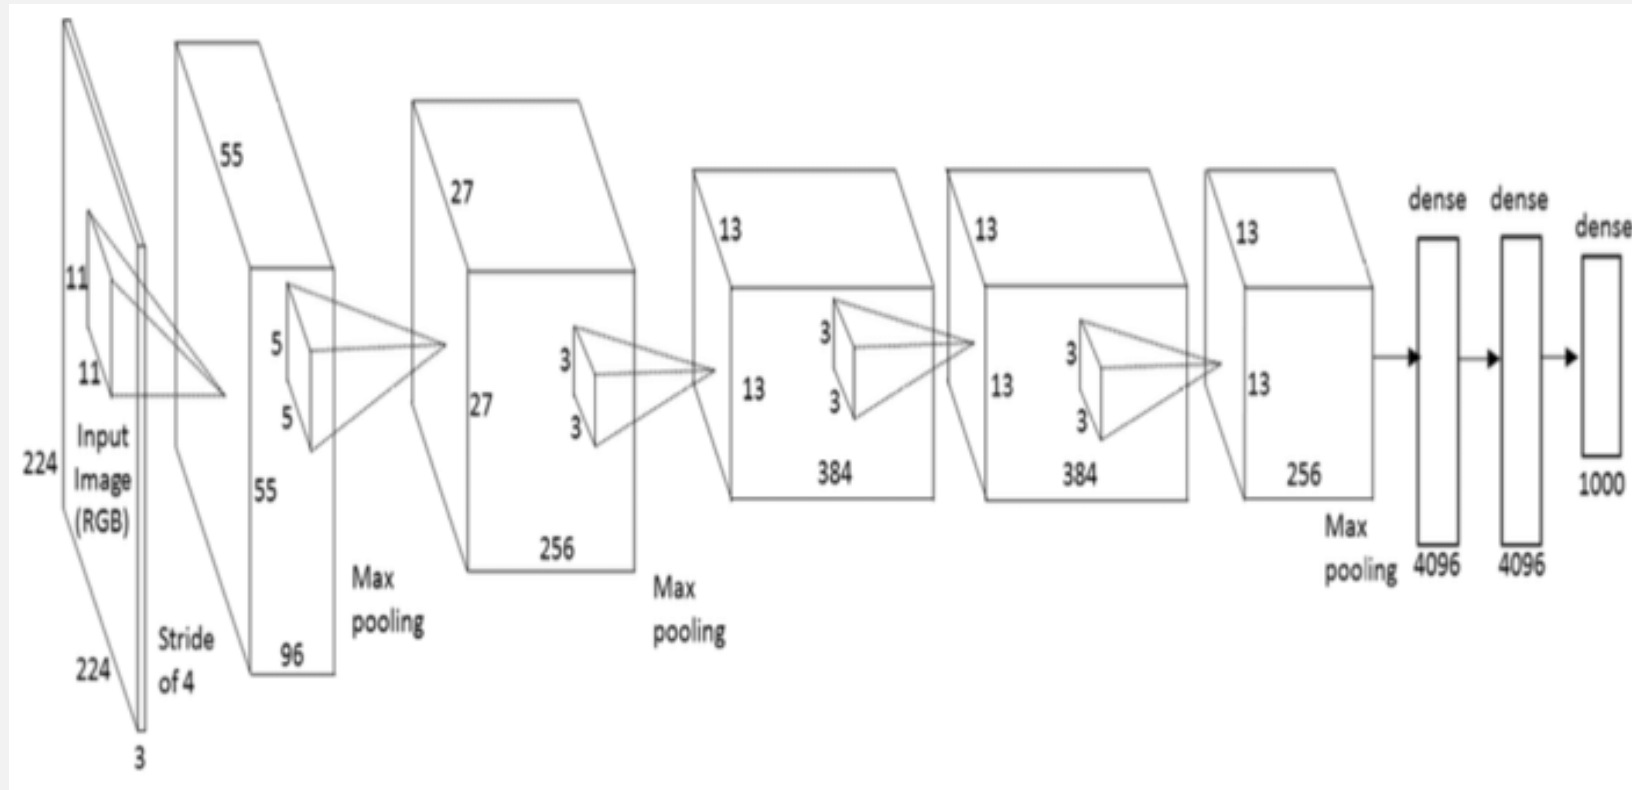 224
11
11
Input
Image
(RGB)
224
3
Stride
of 4
55
55
96
5
5
Max
pooling
27
27
256
3
3
Max
pooling
13
13
384
3
3
13
13
384
3
3
13
13
256
Max
pooling
dense
4096
dense
4096
dense
1000